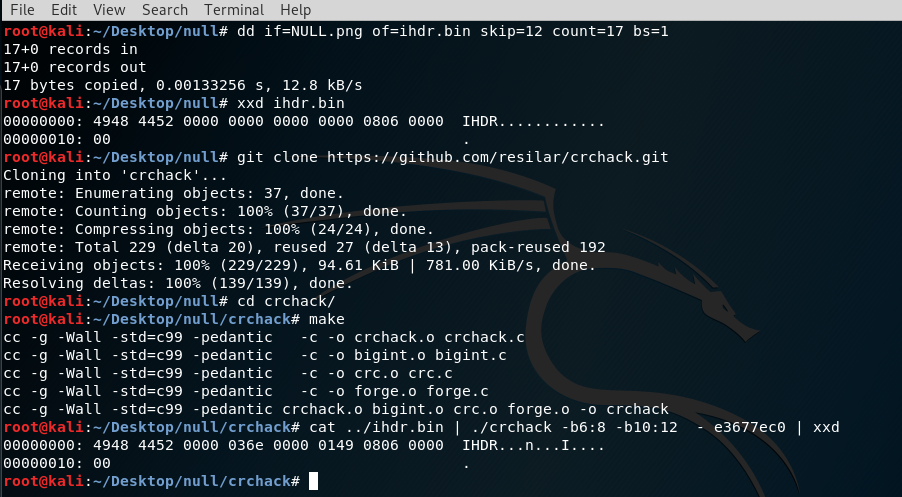 File Edit View Search Terminal Help
root@kali:~/Desktop/null# dd if=NULL.png of=ihdr.bin skip=12 count=17 bs=1
17+0 records in
17+0 records out
17 bytes copied, 0.00133256 s, 12.8 kB/s
root@kali:~/Desktop/null# xxd ihdr.bin
00000000: 4948 4452 0000 0000 0000 0000 0806 0000  IHDR............
00000010: 00                                       .
root@kali:~/Desktop/null# git clone https://github.com/resilar/crchack.git
Cloning into 'crchack'...
remote: Enumerating objects: 37, done.
remote: Counting objects: 100% (37/37), done.
remote: Compressing objects: 100% (24/24), done.
remote: Total 229 (delta 20), reused 27 (delta 13), pack-reused 192
Receiving objects: 100% (229/229), 94.61 KiB | 781.00 KiB/s, done.
Resolving deltas: 100% (139/139), done.
root@kali:~/Desktop/null# cd crchack/
root@kali:~/Desktop/null/crchack# make
cc -g -Wall -std=c99 -pedantic   -c -o crchack.o crchack.c
cc -g -Wall -std=c99 -pedantic   -c -o bigint.o bigint.c
cc -g -Wall -std=c99 -pedantic   -c -o crc.o crc.c
cc -g -Wall -std=c99 -pedantic   -c -o forge.o forge.c
cc -g -Wall -std=c99 -pedantic crchack.o bigint.o crc.o forge.o -o crchack
root@kali:~/Desktop/null/crchack# cat ../ihdr.bin | ./crchack -b6:8 -b10:12  - e3677ec0 | xxd
00000000: 4948 4452 0000 036e 0000 0149 0806 0000  IHDR...n...I....
00000010: 00                                       .
root@kali:~/Desktop/null/crchack#